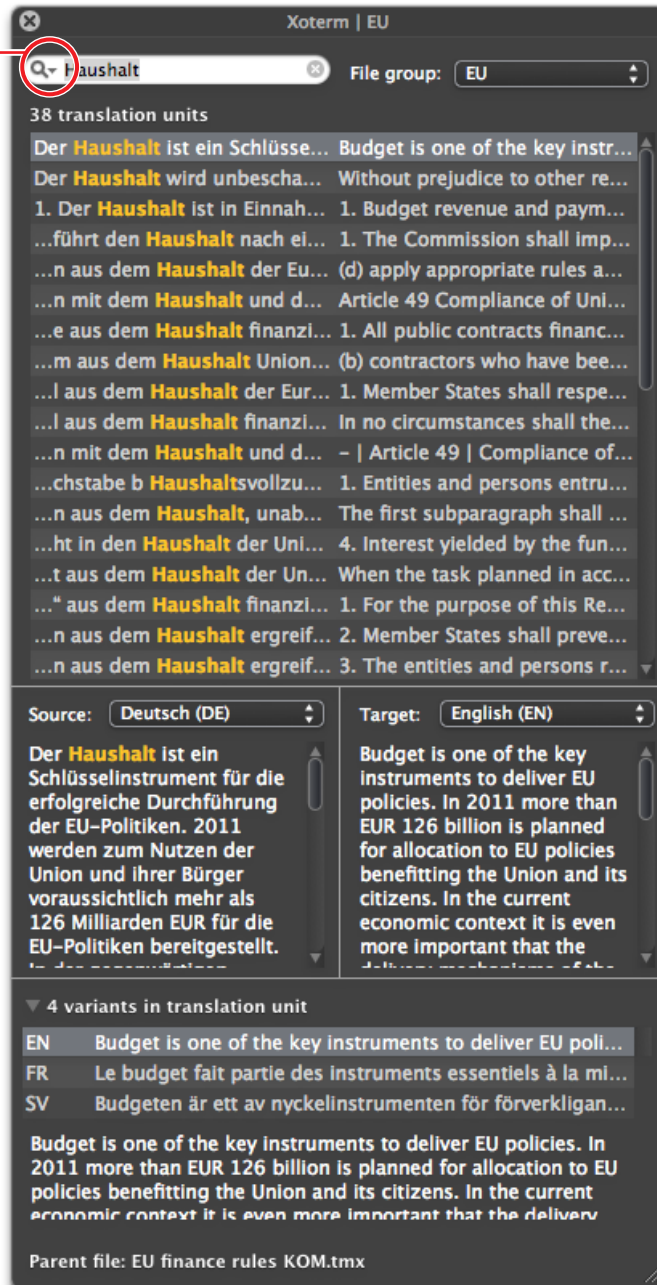 Xoterm | EU
Haushalt File group: EU
38 translation units
Der Haushalt ist ein Schlüsse... Budget is one of the key instr...
Der Haushalt wird unbescha... Without prejudice to other re...
1. Der Haushalt ist in Einnah... 1. Budget revenue and paym...
...führt den Haushalt nach ei... 1. The Commission shall imp...
...n aus dem Haushalt der Eu... (d) apply appropriate rules a...
...n mit dem Haushalt und d... Article 49 Compliance of Uni...
...e aus dem Haushalt finanzi... 1. All public contracts financ...
...m aus dem Haushalt Union... (b) contractors who have bee...
...l aus dem Haushalt der Eur... 1. Member States shall respe...
...l aus dem Haushalt finanzi... In no circumstances shall the...
...n mit dem Haushalt und d... – | Article 49 | Compliance of...
...chstabe b Haushaltsvollzu... 1. Entities and persons entru...
...n aus dem Haushalt, unab... The first subparagraph shall ...
...ht in den Haushalt der Uni... 4. Interest yielded by the fun...
...t aus dem Haushalt der Un... When the task planned in acc...
...“ aus dem Haushalt finanzi... 1. For the purpose of this Re...
...n aus dem Haushalt ergreif... 2. Member States shall preve...
...n aus dem Haushalt ergreif... 3. The entities and persons r...
Source: Deutsch (DE)
Der Haushalt ist ein
Schlüsselinstrument für die
erfolgreiche Durchführung
der EU-Politiken. 2011
werden zum Nutzen der
Union und ihrer Bürger
voraussichtlich mehr als
126 Milliarden EUR für die
EU-Politiken bereitgestellt.
In der gegenwärtigen
Target: English (EN)
Budget is one of the key
instruments to deliver EU
policies. In 2011 more than
EUR 126 billion is planned
for allocation to EU policies
benefitting the Union and its
citizens. In the current
economic context it is even
more important that the
delivery mechanisms of the
4 variants in translation unit
EN Budget is one of the key instruments to deliver EU poli...
FR Le budget fait partie des instruments essentiels à la mi...
SV Budgeten är ett av nyckelinstrumenten för förverkligan...
Budget is one of the key instruments to deliver EU policies. In
2011 more than EUR 126 billion is planned for allocation to EU
policies benefitting the Union and its citizens. In the current
economic context it is even more important that the delivery
Parent file: EU finance rules KOM.tmx